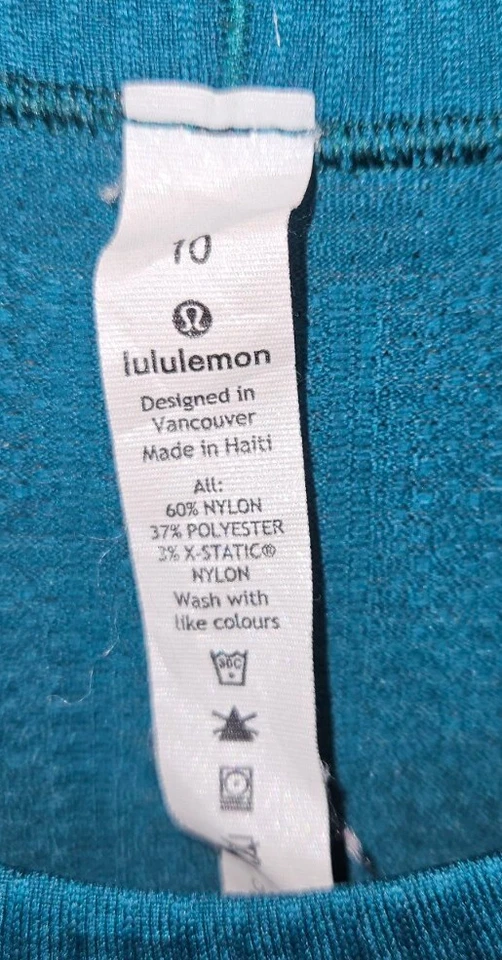 10
lululemon
Designed in
Vancouver
Made in Haiti
All:
60% NYLON
37% POLYESTER
3% X-STATIC®
NYLON
Wash with
like colours
30C